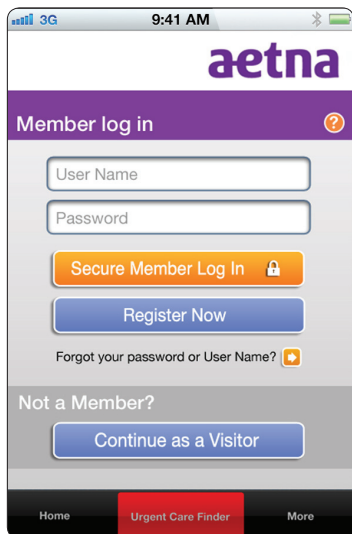 3G 9:41 AM
aetna
Member log in ?
User Name
Password
Secure Member Log In
Register Now
Forgot your password or User Name?
Not a Member?
Continue as a Visitor
Home Urgent Care Finder More